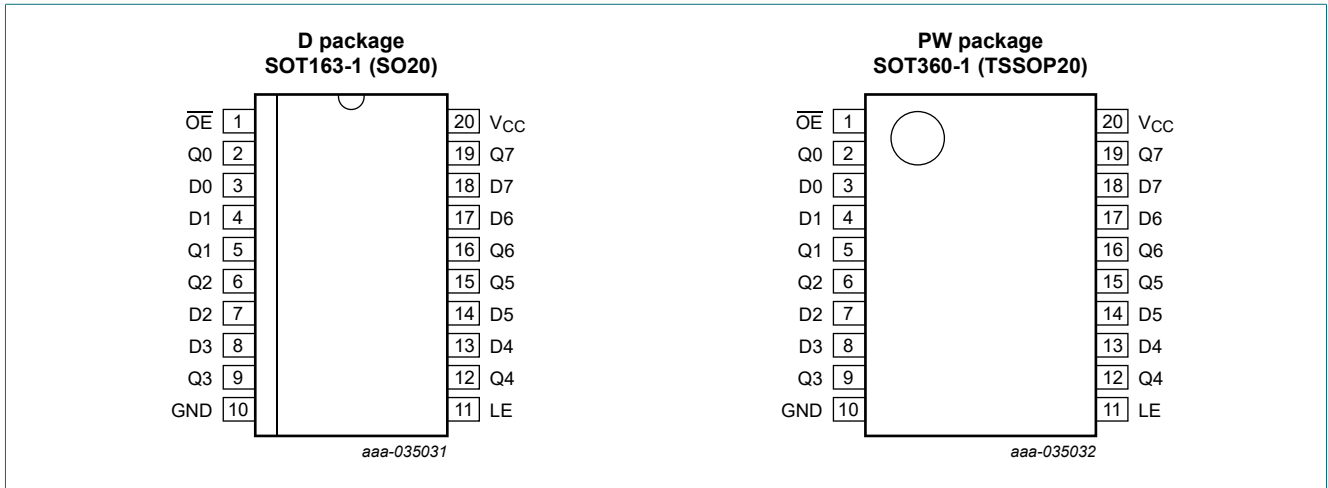 D package
SOT163-1 (SO20)
OE 1 20 VCC
Q0 2 19 Q7
D0 3 18 D7
D1 4 17 D6
Q1 5 16 Q6
Q2 6 15 Q5
D2 7 14 D5
D3 8 13 D4
Q3 9 12 Q4
GND 10 11 LE
aaa-035031
PW package
SOT360-1 (TSSOP20)
OE 1 20 VCC
Q0 2 19 Q7
D0 3 18 D7
D1 4 17 D6
Q1 5 16 Q6
Q2 6 15 Q5
D2 7 14 D5
D3 8 13 D4
Q3 9 12 Q4
GND 10 11 LE
aaa-035032